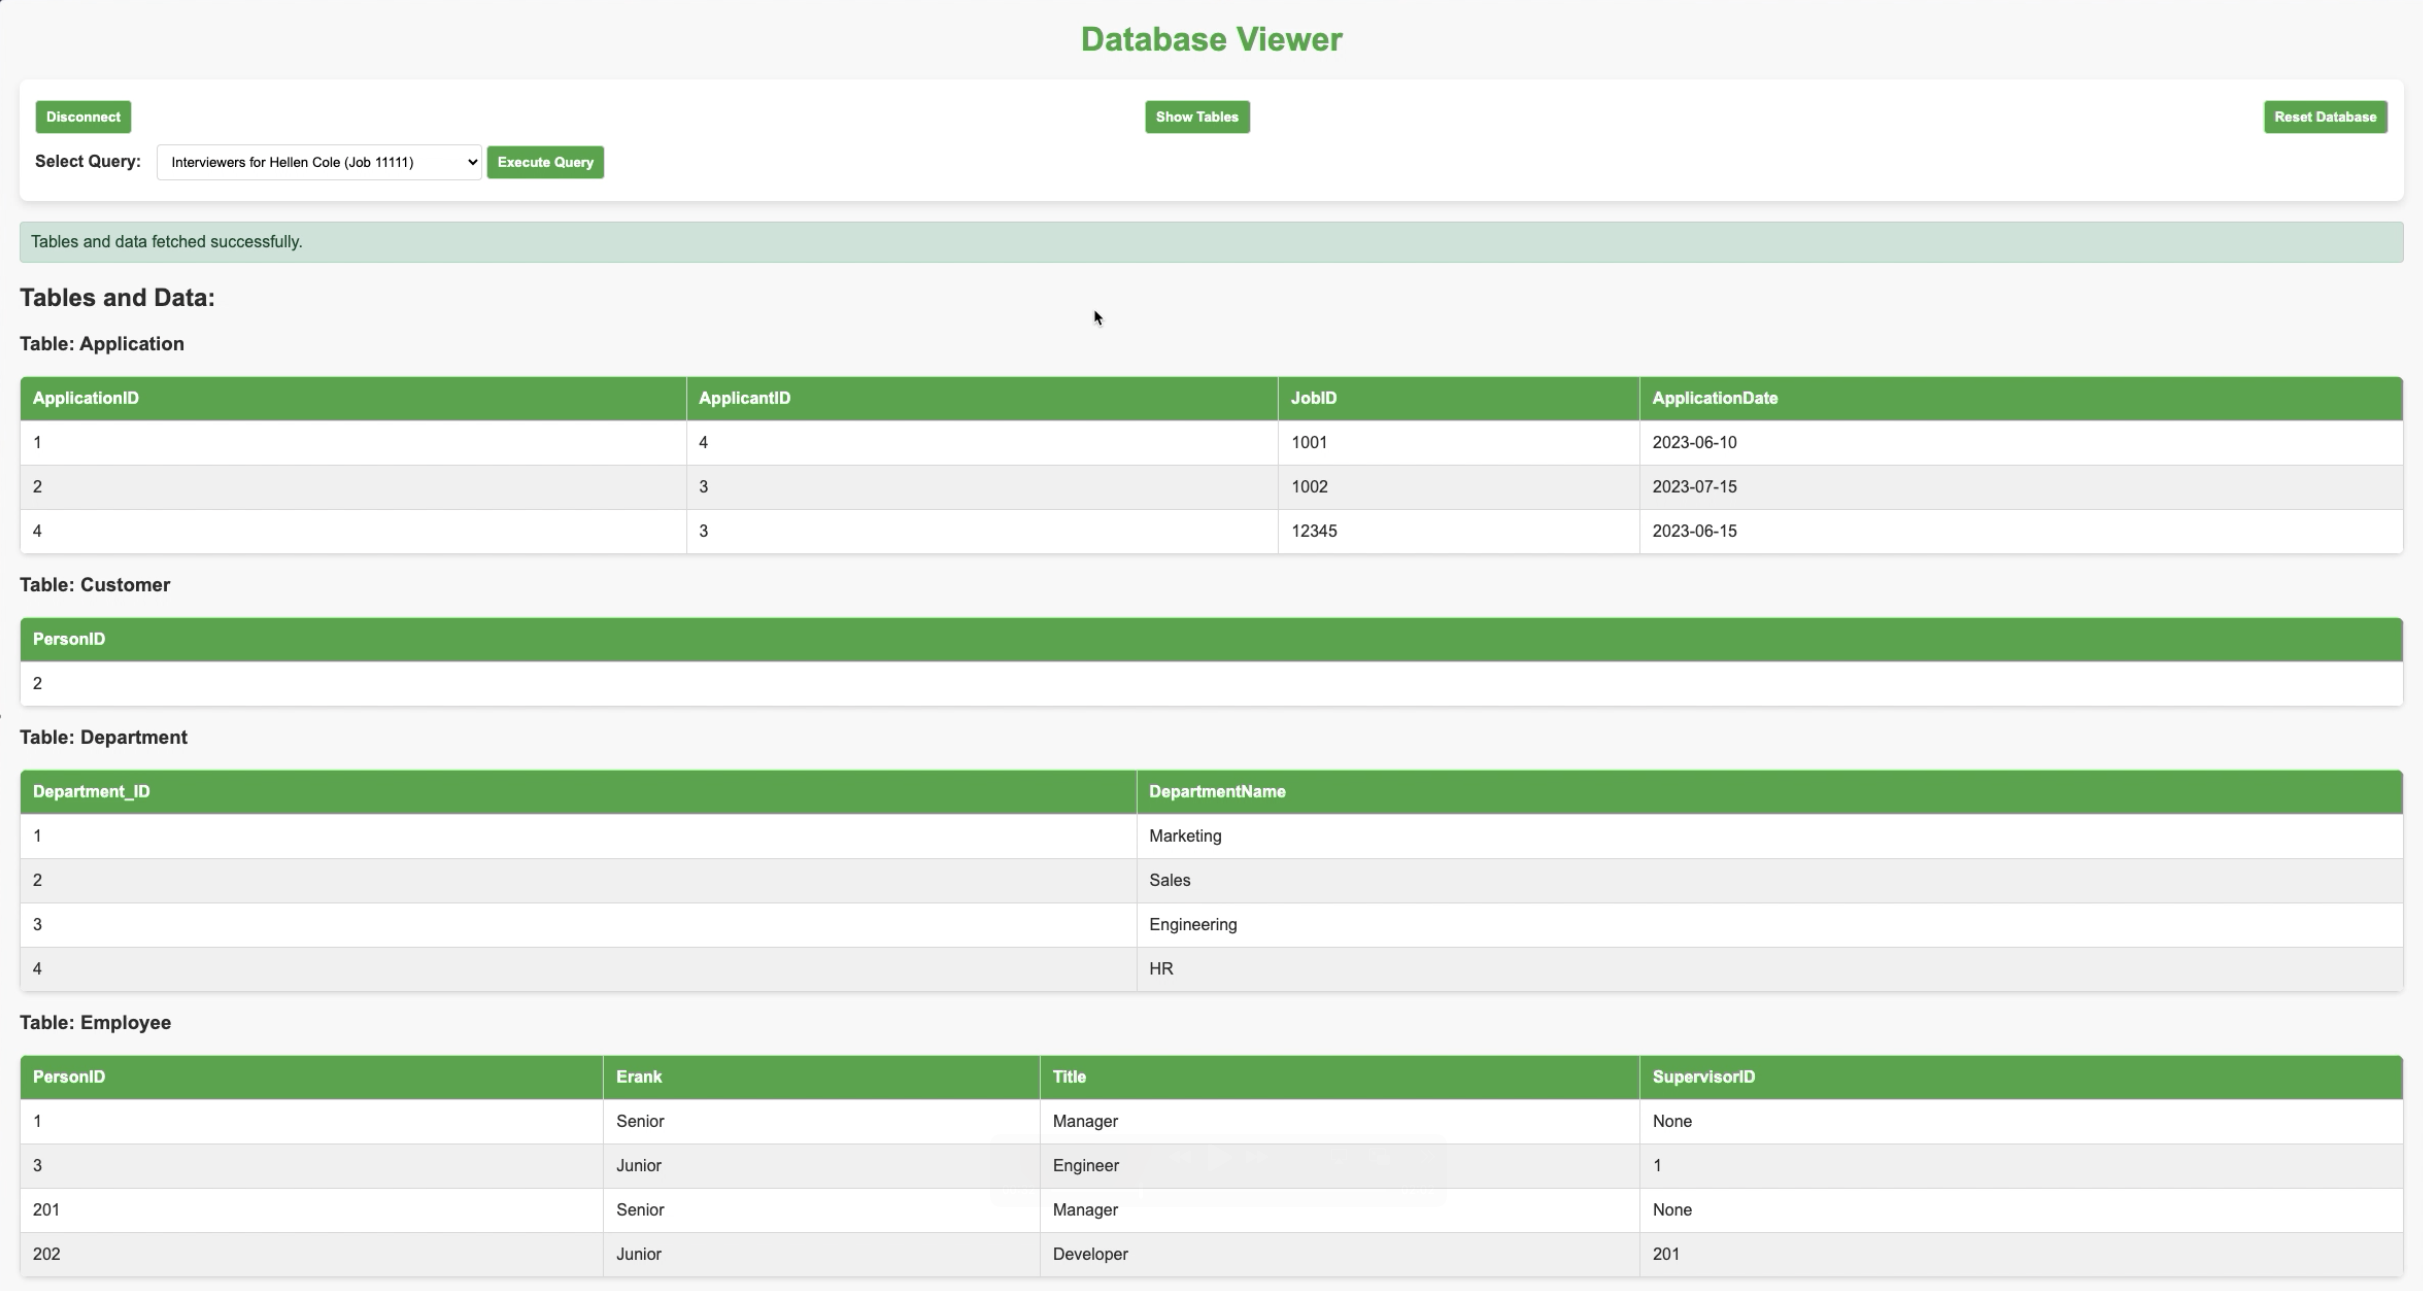 Database Viewer
Disconnect Show Tables Reset Database
Select Query: Interviewers for Hellen Cole (Job 11111) Execute Query
Tables and data fetched successfully.
Tables and Data:
Table: Application
ApplicationID ApplicantID JobID ApplicationDate
1 4 1001 2023-06-10
2 3 1002 2023-07-15
4 3 12345 2023-06-15
Table: Customer
PersonID
2
Table: Department
Department_ID DepartmentName
1 Marketing
2 Sales
3 Engineering
4 HR
Table: Employee
PersonID Erank Title SupervisorID
1 Senior Manager None
3 Junior Engineer 1
201 Senior Manager None
202 Junior Developer 201